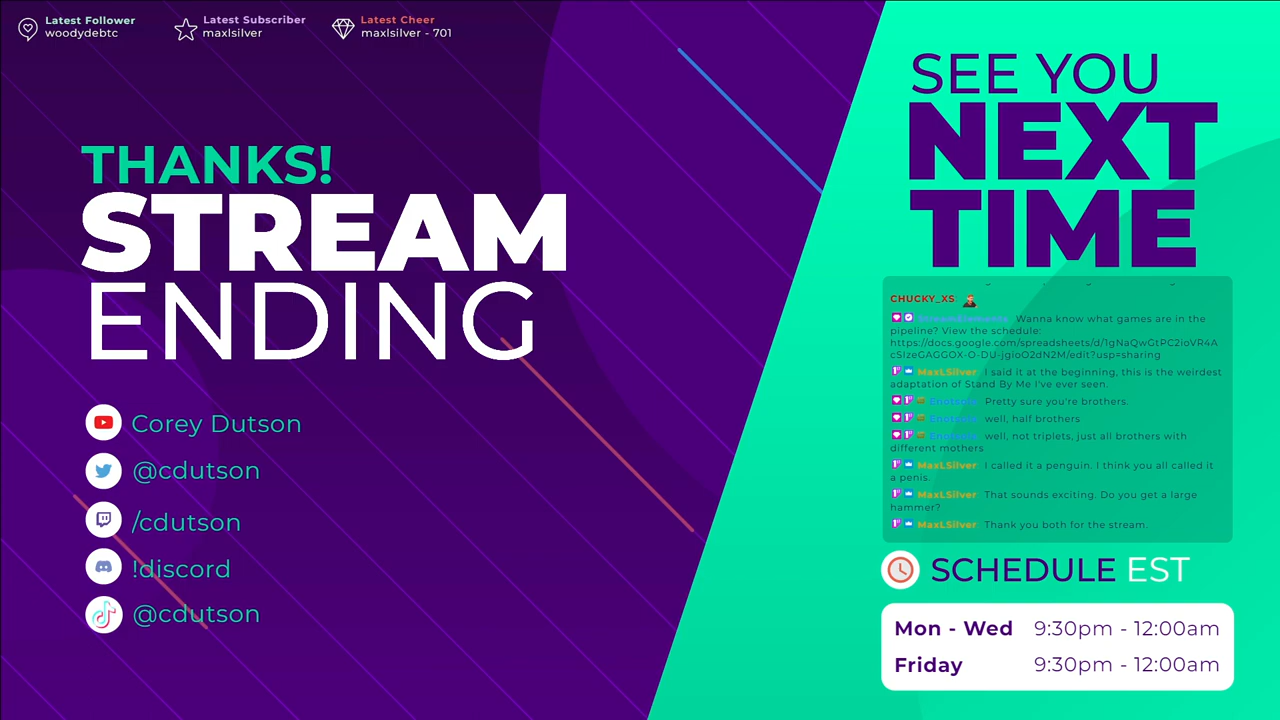 Latest Follower
woodydebtc
Latest Subscriber
maxlsilver
Latest Cheer
maxlsilver - 701
THANKS!
STREAM
ENDING
Corey Dutson
@cdutson
/cdutson
!discord
@cdutson
SEE YOU
NEXT
TIME
CHUCKY_XS
Wanna know what games are in the
pipeline? View the schedule:
https://docs.google.com/spreadsheets/d/1gNaQwGtPC2ioVR4A
cSIzeGAGGOX-O-DU-jgioO2dN2M/edit?usp=sharing
MaxLSilver I said it at the beginning, this is the weirdest
adaptation of Stand By Me I've ever seen.
Pretty sure you're brothers.
well, half brothers
well, not triplets, just all brothers with
different mothers
MaxLSilver I called it a penguin. I think you all called it
a penis.
MaxLSilver That sounds exciting. Do you get a large
hammer?
MaxLSilver Thank you both for the stream.
SCHEDULE EST
Mon - Wed 9:30pm - 12:00am
Friday 9:30pm - 12:00am